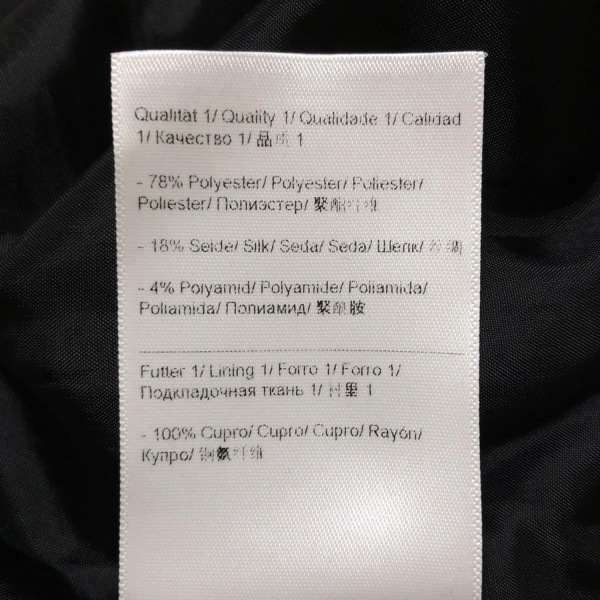 Qualität 1/ Quality 1/ Qualidade 1/ Calidad
1/ Качество 1/ 品质 1
- 78% Polyester/ Polyester/ Poliester/
Poliester/ Полиэстер/ 聚酯纤维
- 18% Seide/ Silk/ Seda/ Seda/ Шелк/
- 4% Polyamid/ Polyamide/ Poliamida/
Poliamida/ Полиамид/ 聚酰胺
Futter 1/ Lining 1/ Forro 1/ Forro 1/
Подкладочная ткань 1/ 衬里 1
- 100% Cupro/ Cupro/ Cupro/ Rayón/
Купро/ 铜氨纤维